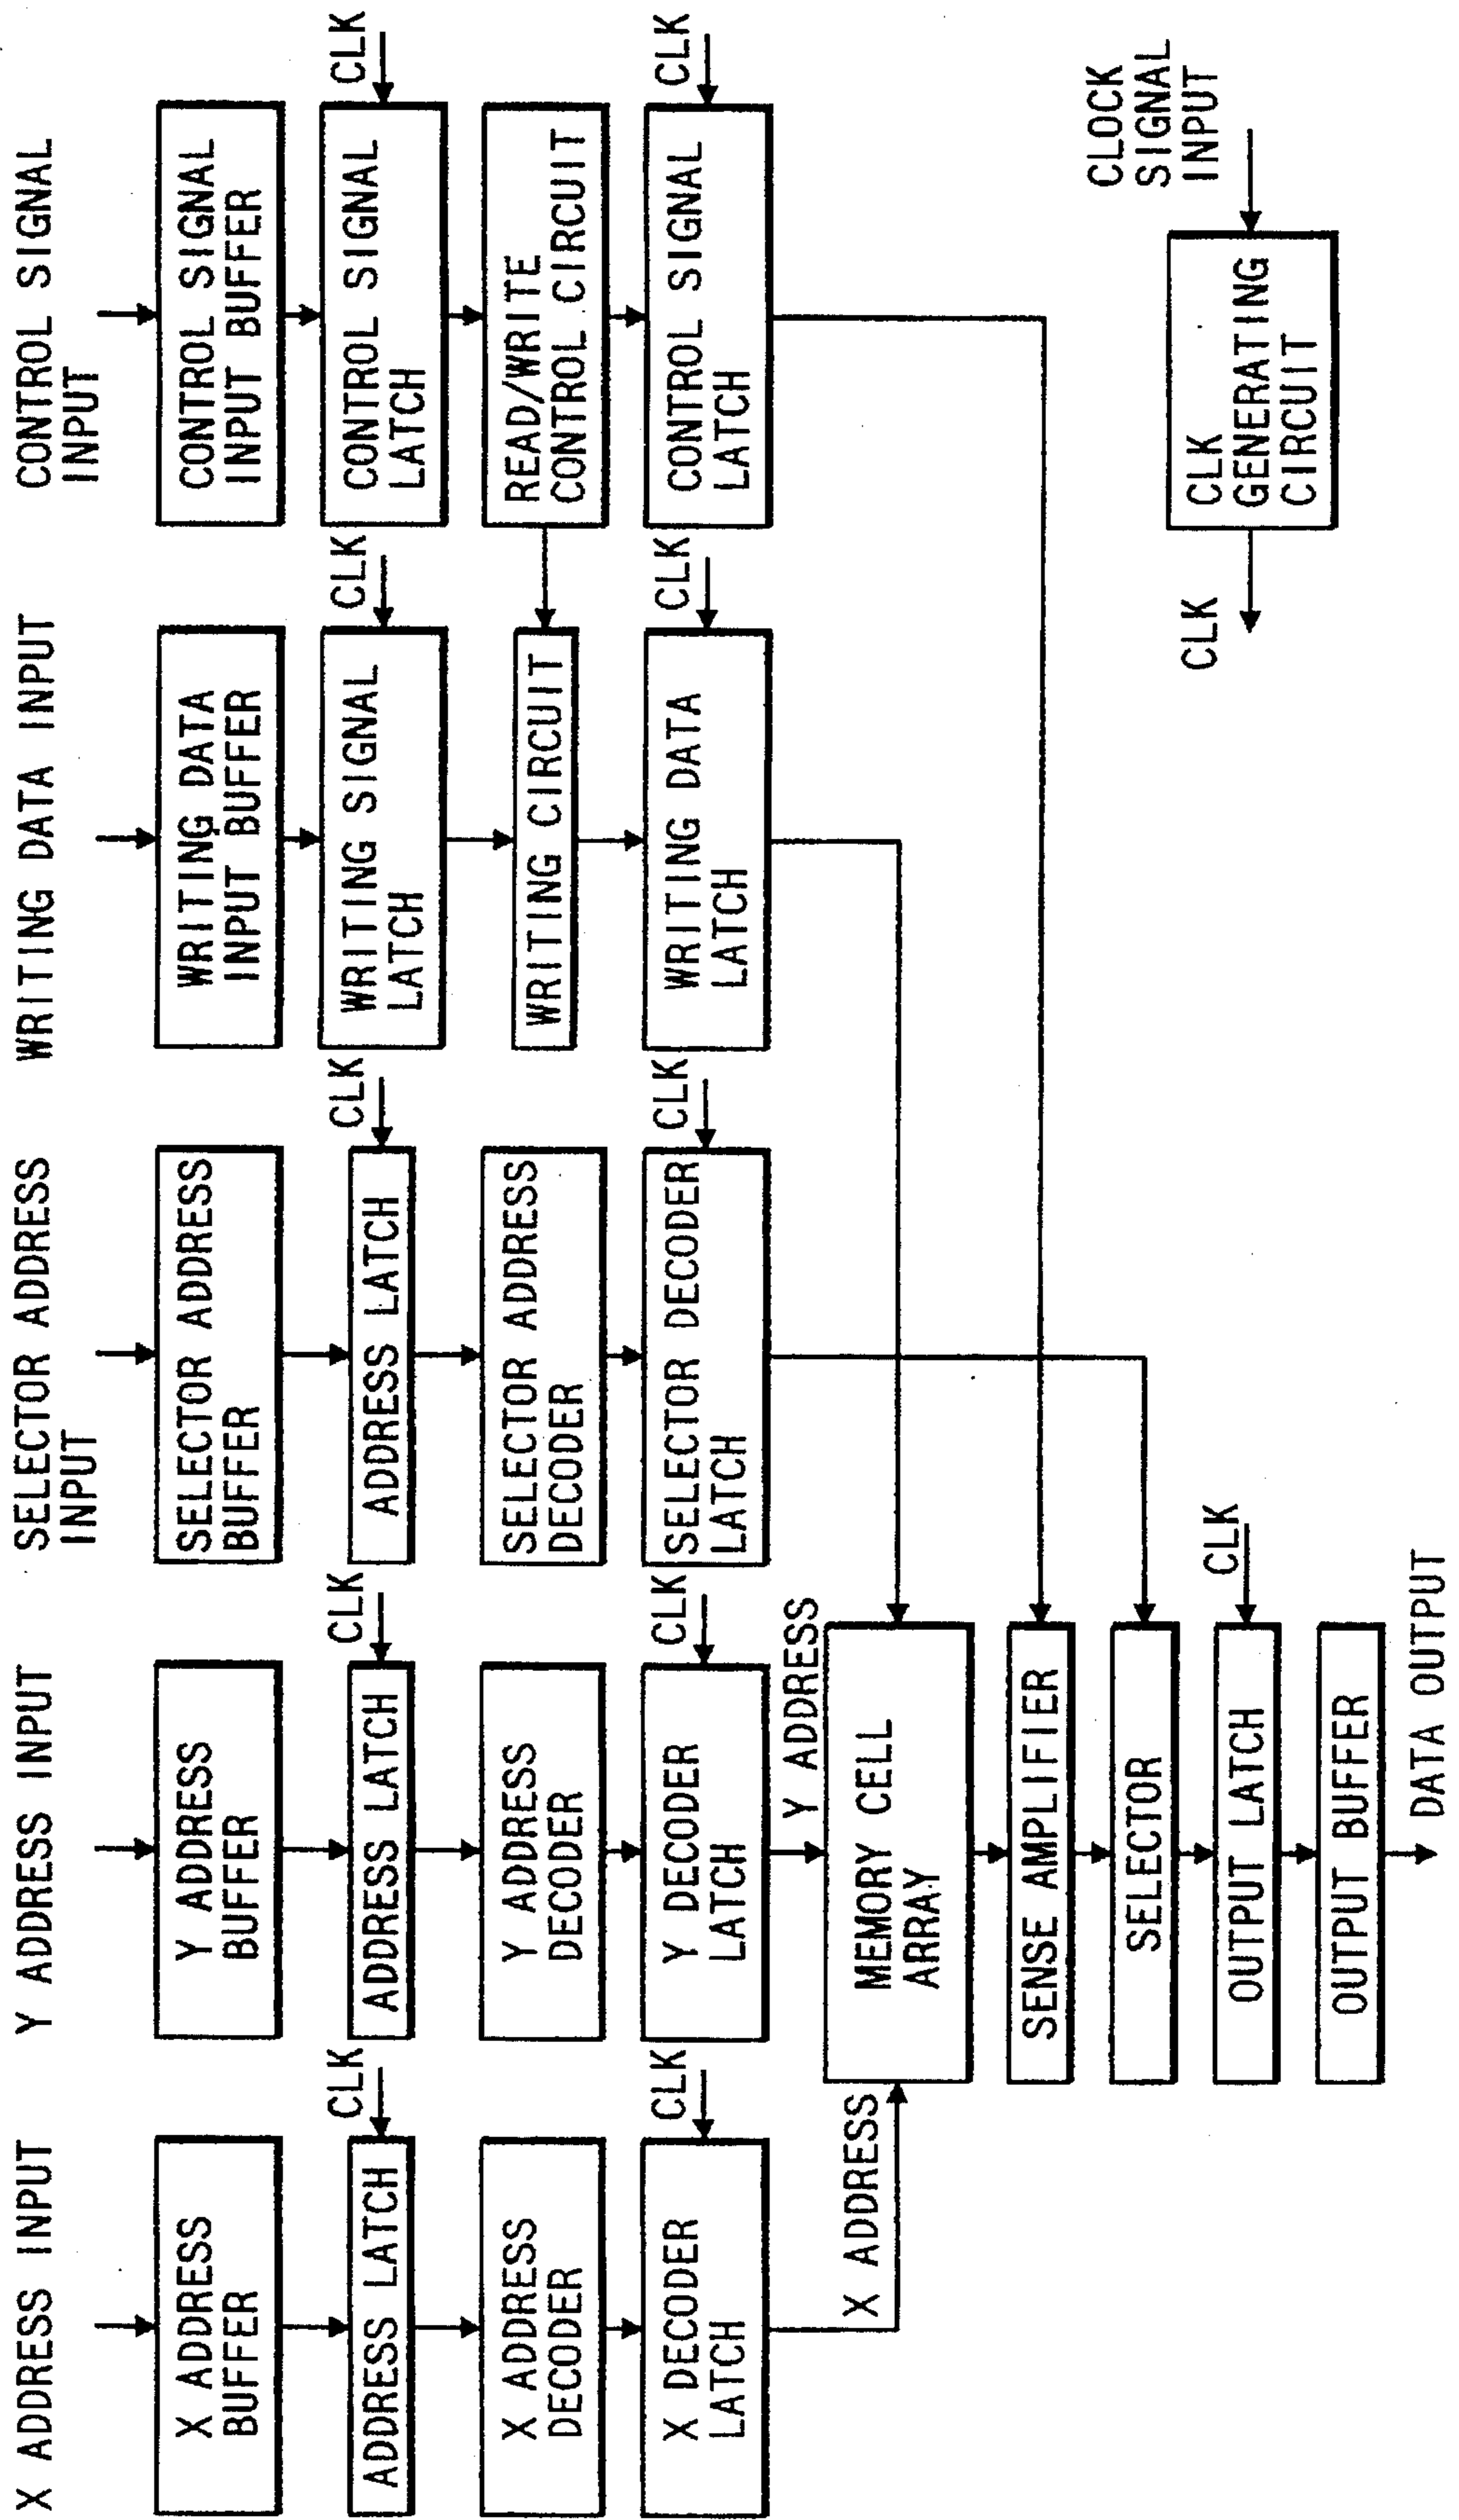 X ADDRESS INPUT
Y ADDRESS INPUT
SELECTOR ADDRESS
INPUT
WRITING DATA INPUT
CONTROL SIGNAL
INPUT
X ADDRESS
BUFFER
Y ADDRESS
BUFFER
SELECTOR ADDRESS
BUFFER
WRITING DATA
INPUT BUFFER
CONTROL SIGNAL
INPUT BUFFER
ADDRESS LATCH
CLK
ADDRESS LATCH
CLK
ADDRESS LATCH
CLK
WRITING SIGNAL
LATCH
CLK
CONTROL SIGNAL
LATCH
CLK
X ADDRESS
DECODER
Y ADDRESS
DECODER
SELECTOR ADDRESS
DECODER
WRITING CIRCUIT
READ/WRITE
CONTROL CIRCUIT
X DECODER
LATCH
CLK
Y DECODER
LATCH
CLK
SELECTOR DECODER
LATCH
CLK
WRITING DATA
LATCH
CLK
CONTROL SIGNAL
LATCH
CLK
X ADDRESS
Y ADDRESS
MEMORY CELL
ARRAY
SENSE AMPLIFIER
SELECTOR
OUTPUT LATCH
CLK
OUTPUT BUFFER
DATA OUTPUT
CLK
CLK
GENERATING
CIRCUIT
CLOCK
SIGNAL
INPUT